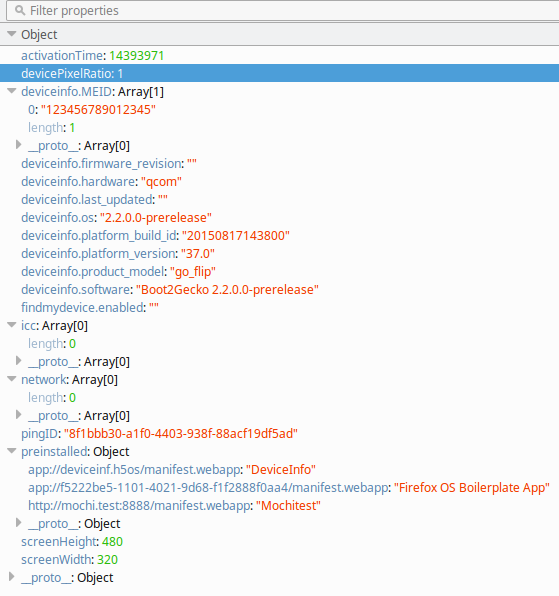 Filter properties
Object
activationTime: 14393971
devicePixelRatio: 1
deviceinfo.MEID: Array[1]
0: "123456789012345"
length: 1
__proto__: Array[0]
deviceinfo.firmware_revision: ""
deviceinfo.hardware: "qcom"
deviceinfo.last_updated: ""
deviceinfo.os: "2.2.0.0-prerelease"
deviceinfo.platform_build_id: "20150817143800"
deviceinfo.platform_version: "37.0"
deviceinfo.product_model: "go_flip"
deviceinfo.software: "Boot2Gecko 2.2.0.0-prerelease"
findmydevice.enabled: ""
icc: Array[0]
length: 0
__proto__: Array[0]
network: Array[0]
length: 0
__proto__: Array[0]
pingID: "8f1bbb30-a1f0-4403-938f-88acf19df5ad"
preinstalled: Object
app://deviceinf.h5os/manifest.webapp: "DeviceInfo"
app://f5222be5-1101-4021-9d68-f1f2888f0aa4/manifest.webapp: "Firefox OS Boilerplate App"
http://mochi.test:8888/manifest.webapp: "Mochitest"
__proto__: Object
screenHeight: 480
screenWidth: 320
__proto__: Object